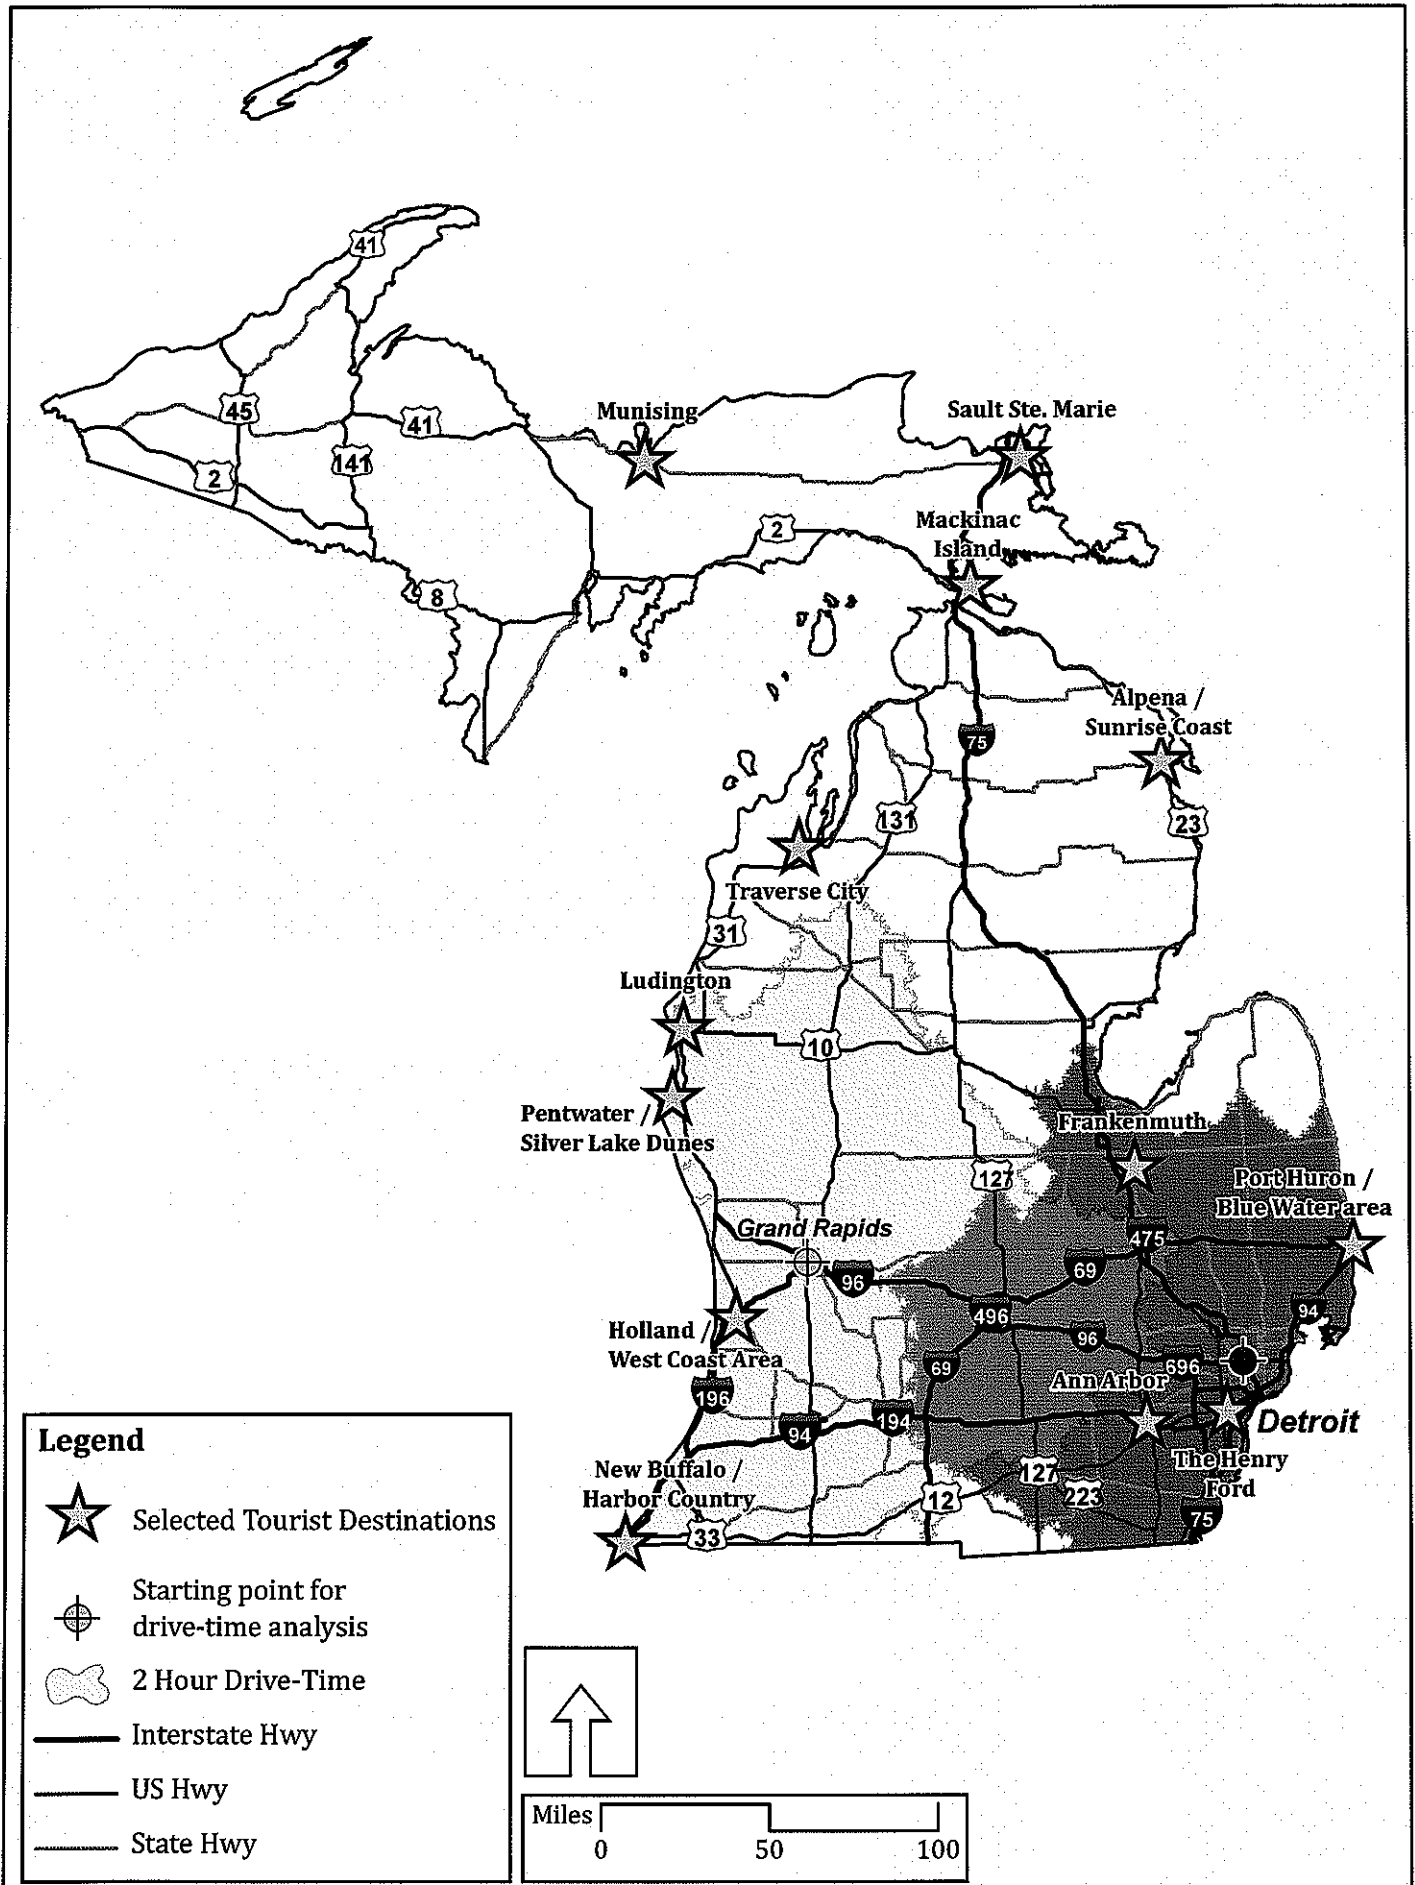 41
Munising
Sault Ste. Marie
45
41
141
2
Mackinac
Island
2
8
Alpena /
Sunrise Coast
75
131
23
Traverse City
31
Ludington
10
Pentwater /
Silver Lake Dunes
Frankenmuth
127
Port Huron /
Blue Water area
Grand Rapids
475
96
69
496
94
Holland /
West Coast Area
96
696
69
Ann Arbor
196
94
194
Detroit
The Henry
Ford
New Buffalo /
Harbor Country
127
223
12
75
33
Legend
Selected Tourist Destinations
Starting point for
drive-time analysis
2 Hour Drive-Time
Interstate Hwy
US Hwy
State Hwy
Miles
0 50 100